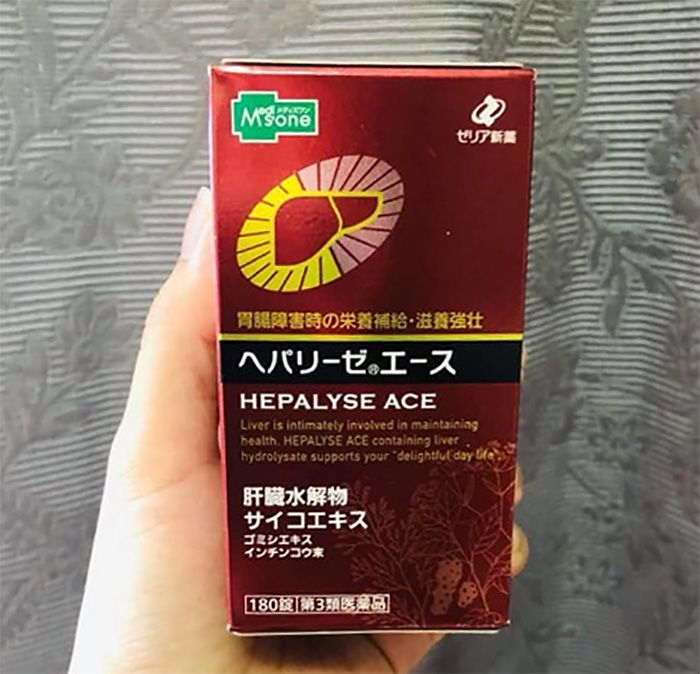 Medi メディズワン
M'sone
ゼリア新薬
胃腸障害時の栄養補給・滋養強壮
ヘパリーゼ®エース
HEPALYSE ACE
Liver is intimately involved in maintaining
health. HEPALYSE ACE containing liver
hydrolysate supports your "delightful day life".
肝臓水解物
サイコエキス
ゴミシエキス
インチンコウ末
180錠 第3類医薬品